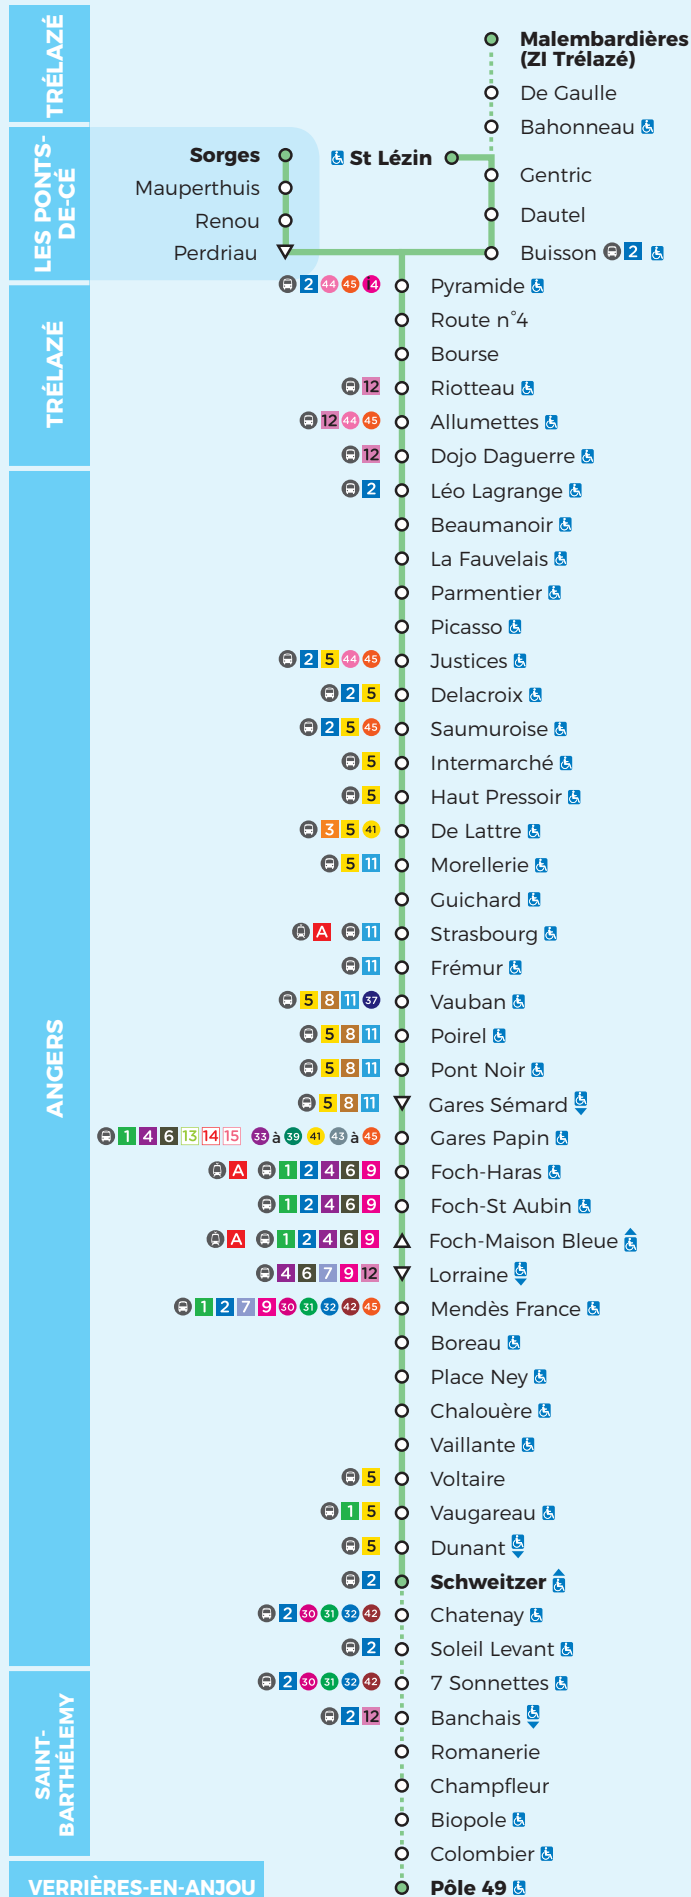 TRÉLAZÉ
Malembardières
(ZI Trélazé)
De Gaulle
Bahonneau
LES PONTS-
DE-CÉ
Sorges
St Lézin
Mauperthuis
Gentric
Renou
Dautel
Perdriau
Buisson 2
TRÉLAZÉ
2 44 45 14 Pyramide
Route n°4
Bourse
12 Riotteau
12 44 45 Allumettes
12 Dojo Daguerre
ANGERS
2 Léo Lagrange
Beaumanoir
La Fauvelais
Parmentier
Picasso
2 5 44 45 Justices
2 5 Delacroix
2 5 45 Saumuroise
5 Intermarché
5 Haut Pressoir
3 5 41 De Lattre
5 11 Morellerie
Guichard
A 11 Strasbourg
11 Frémur
5 8 11 37 Vauban
5 8 11 Poirel
5 8 11 Pont Noir
5 8 11 Gares Sémard
1 4 6 13 14 15 33 à 39 41 43 à 45 Gares Papin
A 1 2 4 6 9 Foch-Haras
1 2 4 6 9 Foch-St Aubin
A 1 2 4 6 9 Foch-Maison Bleue
4 6 7 9 12 Lorraine
1 2 7 9 30 31 32 42 45 Mendès France
Boreau
Place Ney
Chalouère
Vaillante
5 Voltaire
1 5 Vaugareau
5 Dunant
2 Schweitzer
2 30 31 32 42 Chatenay
2 Soleil Levant
SAINT-
BARTHÉLEMY
2 30 31 32 42 7 Sonnettes
2 12 Banchais
Romanerie
Champfleur
Biopole
Colombier
VERRIÈRES-EN-ANJOU
Pôle 49